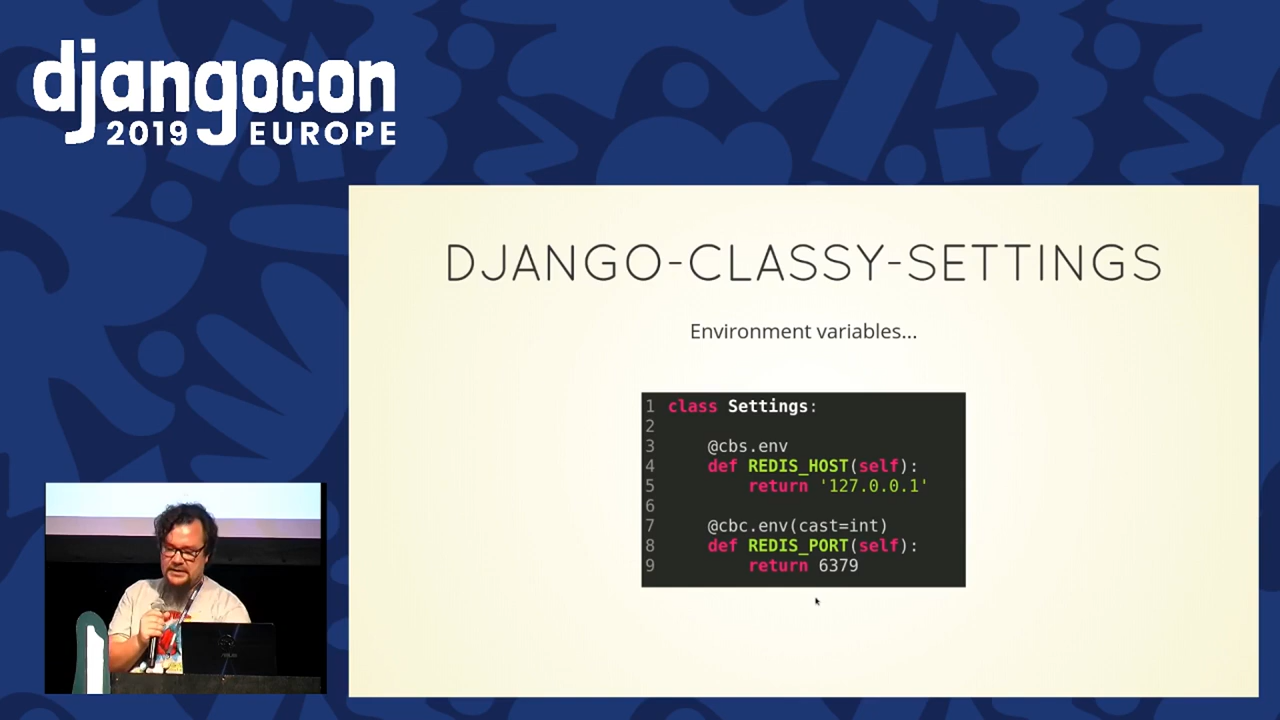 djangocon
2019 EUROPE
DJANGO-CLASSY-SETTINGS
Environment variables...
1 class Settings:
2
3     @cbs.env
4     def REDIS_HOST(self):
5         return '127.0.0.1'
6
7     @cbc.env(cast=int)
8     def REDIS_PORT(self):
9         return 6379